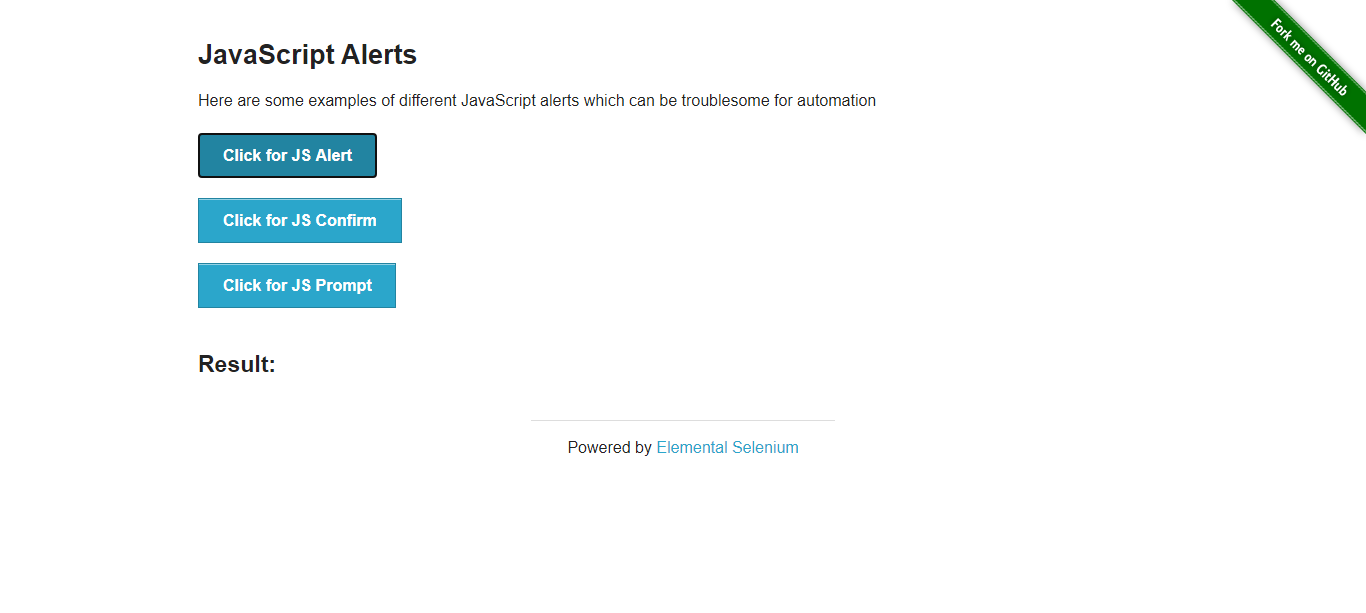 Fork me on GitHub
JavaScript Alerts
Here are some examples of different JavaScript alerts which can be troublesome for automation
Click for JS Alert
Click for JS Confirm
Click for JS Prompt
Result:
Powered by Elemental Selenium